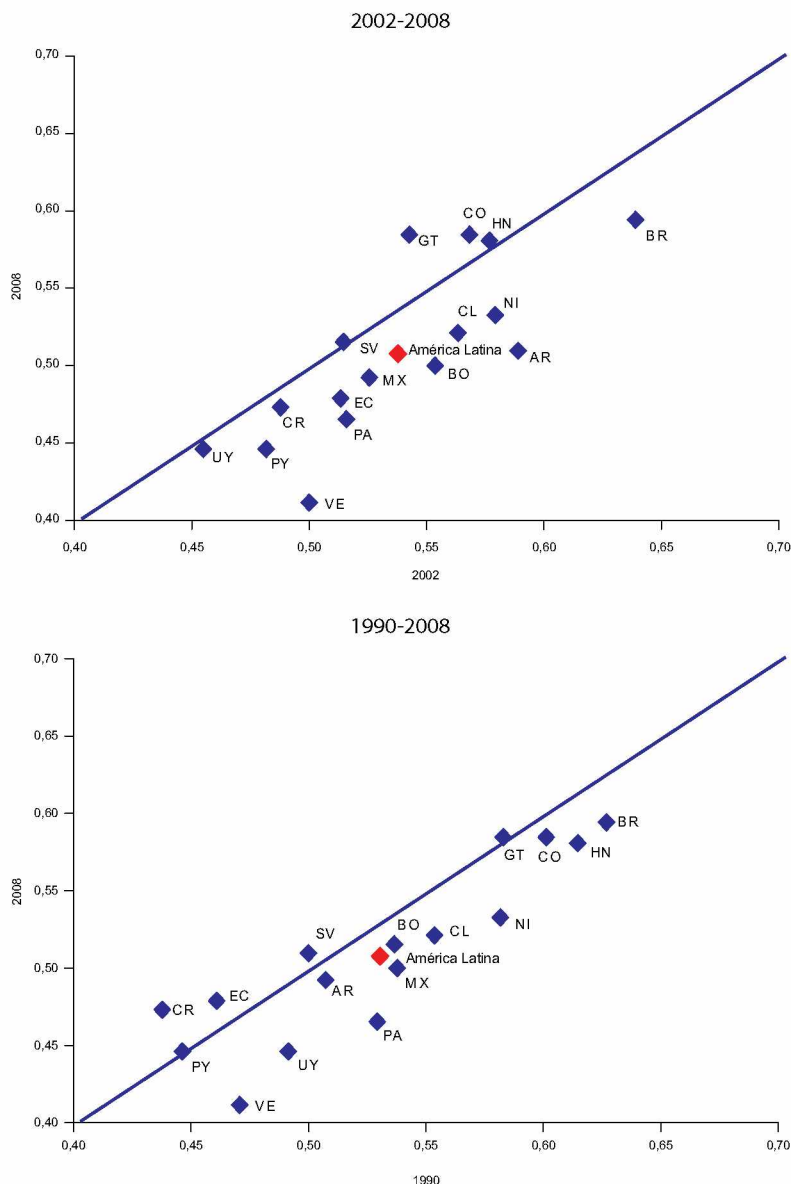 2002-2008
0,70
0,65
0,60
0,55
0,50
0,45
0,40
2008
CO
HN
GT
BR
NI
CL
SV
América Latina
AR
BO
MX
EC
CR
PA
UY
PY
VE
0,40 0,45 0,50 0,55 0,60 0,65 0,70
2002
1990-2008
0,70
0,65
0,60
0,55
0,50
0,45
0,40
2008
BR
GT
CO
HN
NI
BO
CL
SV
América Latina
MX
AR
EC
CR
PA
PY
UY
VE
0,40 0,45 0,50 0,55 0,60 0,65 0,70
1990